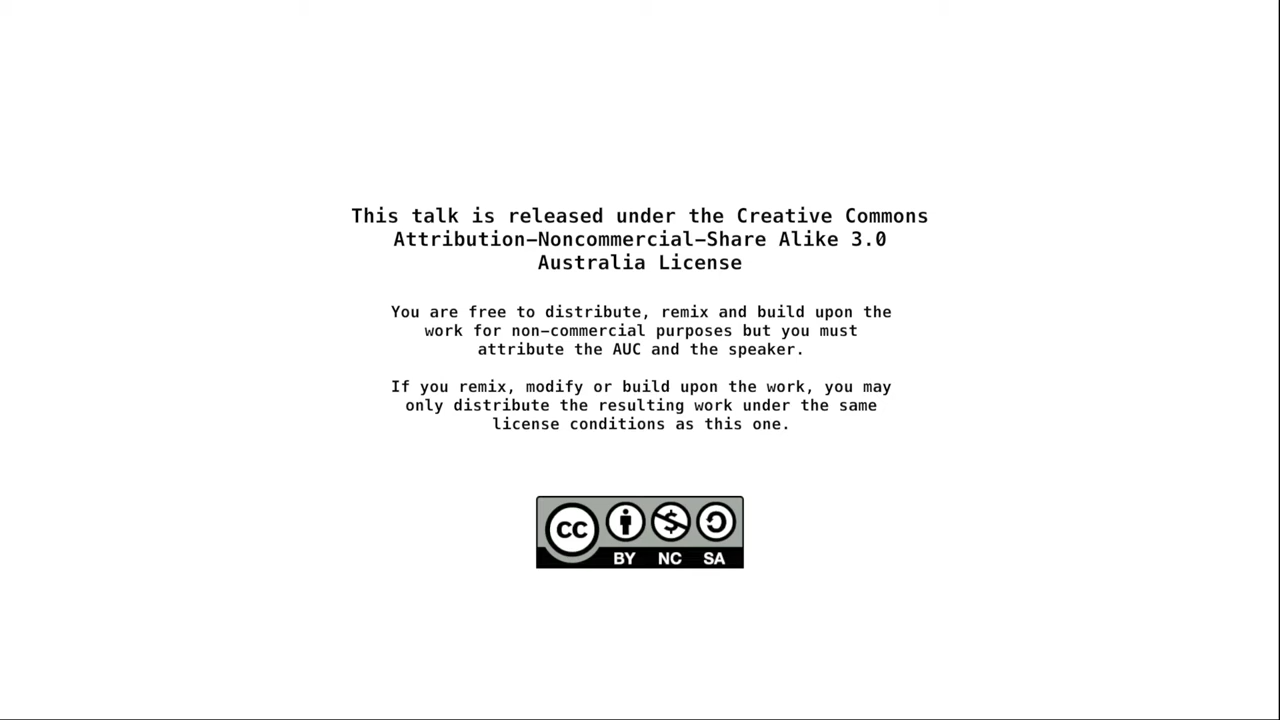 This talk is released under the Creative Commons
Attribution-Noncommercial-Share Alike 3.0
Australia License
You are free to distribute, remix and build upon the
work for non-commercial purposes but you must
attribute the AUC and the speaker.
If you remix, modify or build upon the work, you may
only distribute the resulting work under the same
license conditions as this one.
CC
BY NC SA